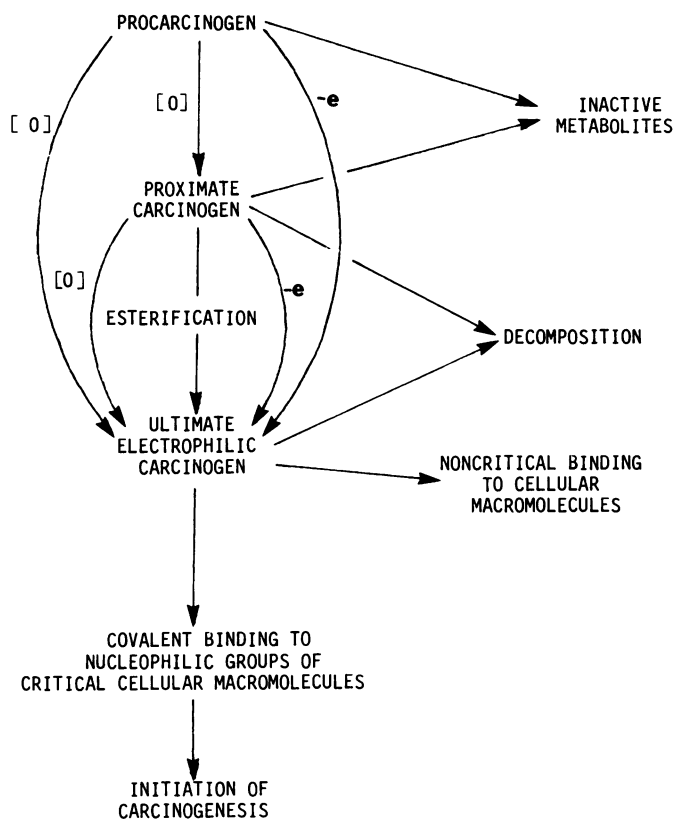 PROCARCINOGEN
[O]
-e
[ O]
INACTIVE
METABOLITES
PROXIMATE
CARCINOGEN
[O]
-e
ESTERIFICATION
DECOMPOSITION
ULTIMATE
ELECTROPHILIC
CARCINOGEN
NONCRITICAL BINDING
TO CELLULAR
MACROMOLECULES
COVALENT BINDING TO
NUCLEOPHILIC GROUPS OF
CRITICAL CELLULAR MACROMOLECULES
INITIATION OF
CARCINOGENESIS